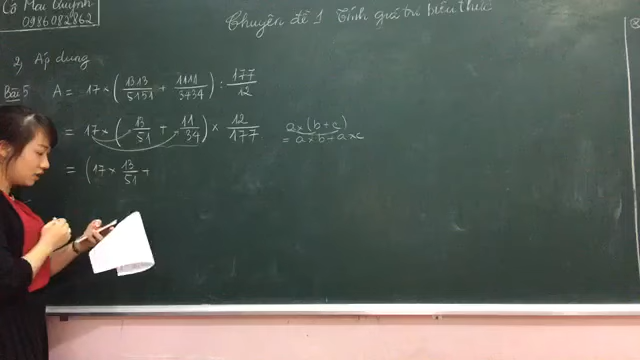 Cô Mai Quỳnh
0986082862
Chuyên đề 1 Tính giá trị biểu thức
2) Áp dụng
Bài 5 A = 17 × ( 1313/5151 + 1111/3434 ) : 177/12
= 17 × ( 13/51 + 11/34 ) × 12/177
a × (b + c)
= a × b + a × c
= ( 17 × 13/51 +